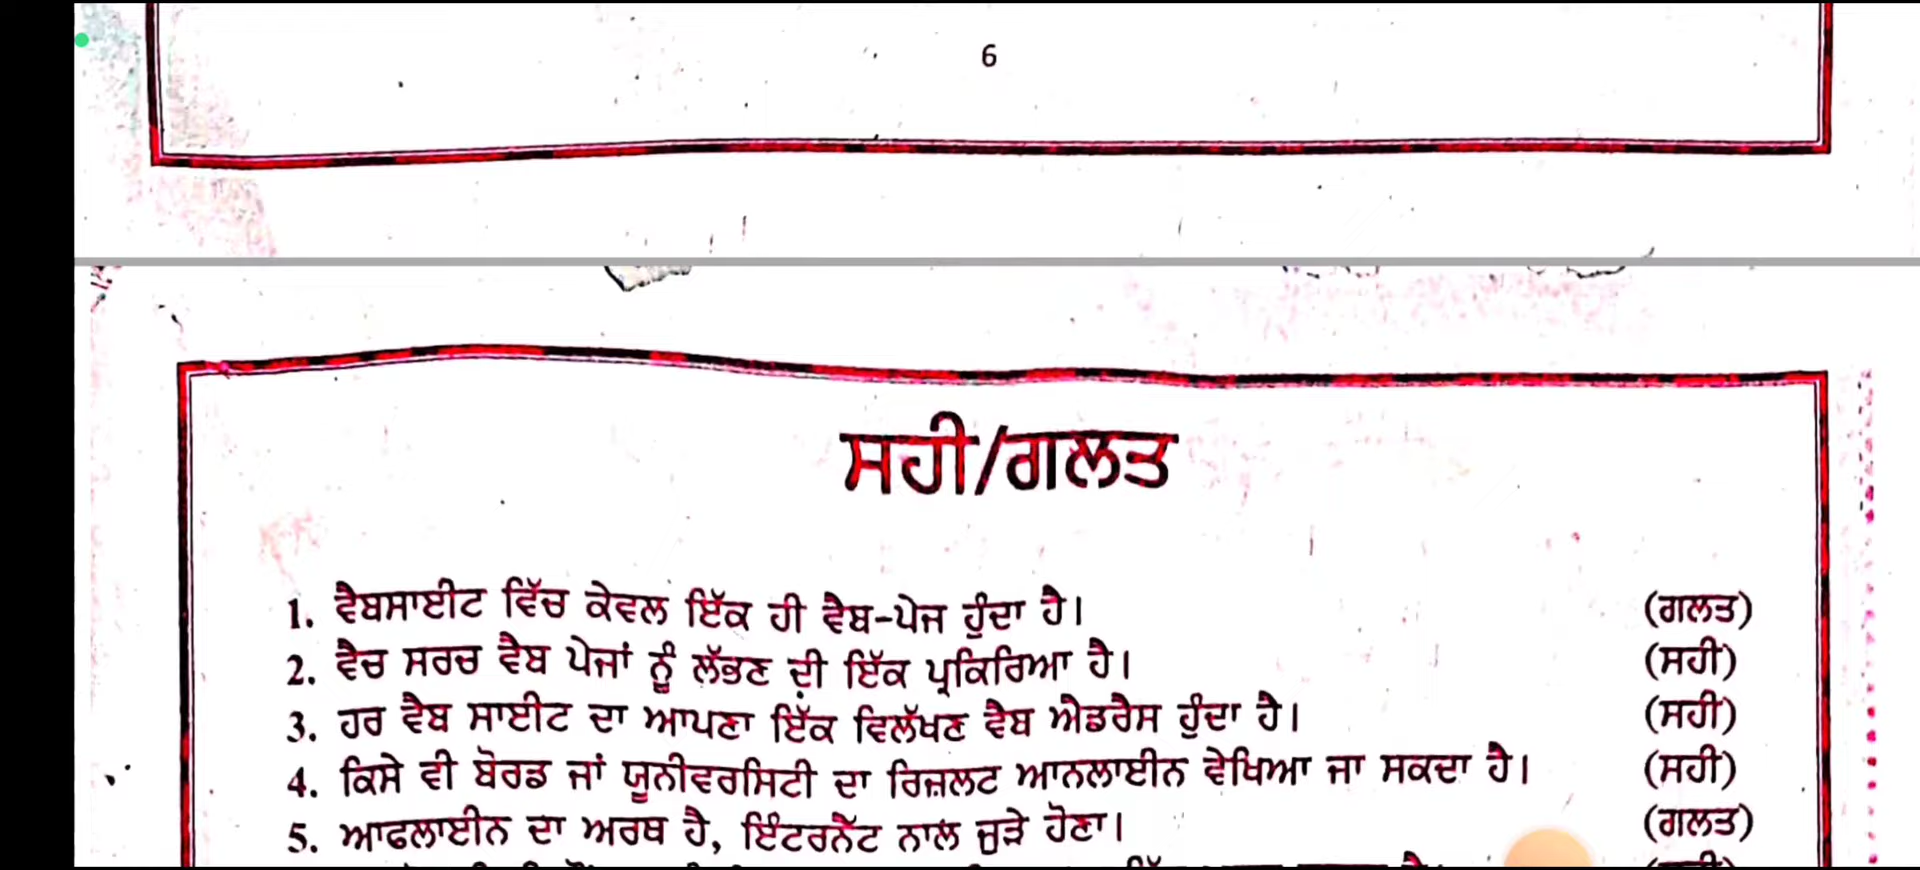 6
ਸਹੀ/ਗਲਤ
1. ਵੈਬਸਾਈਟ ਵਿੱਚ ਕੇਵਲ ਇੱਕ ਹੀ ਵੈਬ-ਪੇਜ ਹੁੰਦਾ ਹੈ। (ਗਲਤ)
2. ਵੈਚ ਸਰਚ ਵੈਬ ਪੇਜਾਂ ਨੂੰ ਲੱਭਣ ਦੀ ਇੱਕ ਪ੍ਰਕਿਰਿਆ ਹੈ। (ਸਹੀ)
3. ਹਰ ਵੈਬ ਸਾਈਟ ਦਾ ਆਪਣਾ ਇੱਕ ਵਿਲੱਖਣ ਵੈਬ ਐਡਰੈਸ ਹੁੰਦਾ ਹੈ। (ਸਹੀ)
4. ਕਿਸੇ ਵੀ ਬੋਰਡ ਜਾਂ ਯੂਨੀਵਰਸਿਟੀ ਦਾ ਰਿਜ਼ਲਟ ਆਨਲਾਈਨ ਵੇਖਿਆ ਜਾ ਸਕਦਾ ਹੈ। (ਸਹੀ)
5. ਆਫਲਾਈਨ ਦਾ ਅਰਥ ਹੈ, ਇੰਟਰਨੈੱਟ ਨਾਲ ਜੁੜੇ ਹੋਣਾ। (ਗਲਤ)